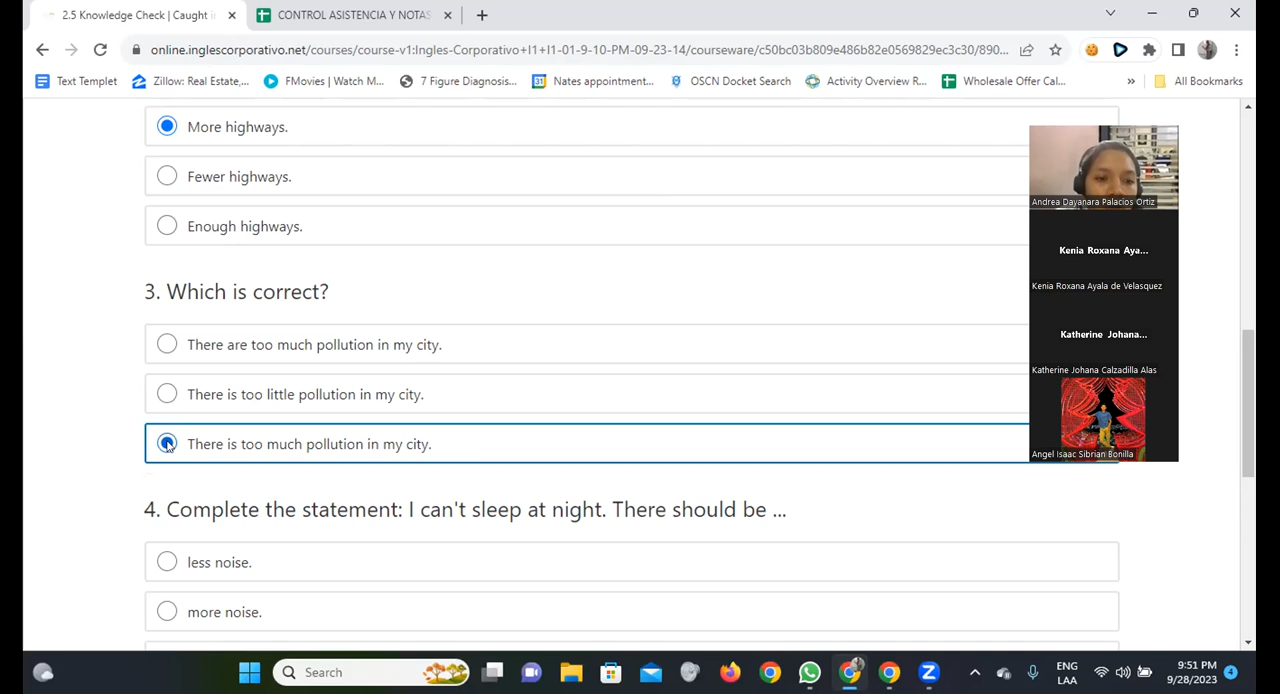 2.5 Knowledge Check | Caught i
CONTROL ASISTENCIA Y NOTAS
online.inglescorporativo.net/courses/course-v1:Ingles-Corporativo+I1+I1-01-9-10-PM-09-23-14/courseware/c50bc03b809e486b82e0569829ec3c30/890...
Text Templet
Zillow: Real Estate,...
FMovies | Watch M...
7 Figure Diagnosis...
Nates appointment...
OSCN Docket Search
Activity Overview R...
Wholesale Offer Cal...
»
All Bookmarks
More highways.
Fewer highways.
Enough highways.
3. Which is correct?
There are too much pollution in my city.
There is too little pollution in my city.
There is too much pollution in my city.
4. Complete the statement: I can't sleep at night. There should be ...
less noise.
more noise.
Andrea Dayanara Palacios Ortiz
Kenia Roxana Aya...
Kenia Roxana Ayala de Velasquez
Katherine Johana...
Katherine Johana Calzadilla Alas
Angel Isaac Sibrian Bonilla
Search
ENG
LAA
9:51 PM
9/28/2023
4